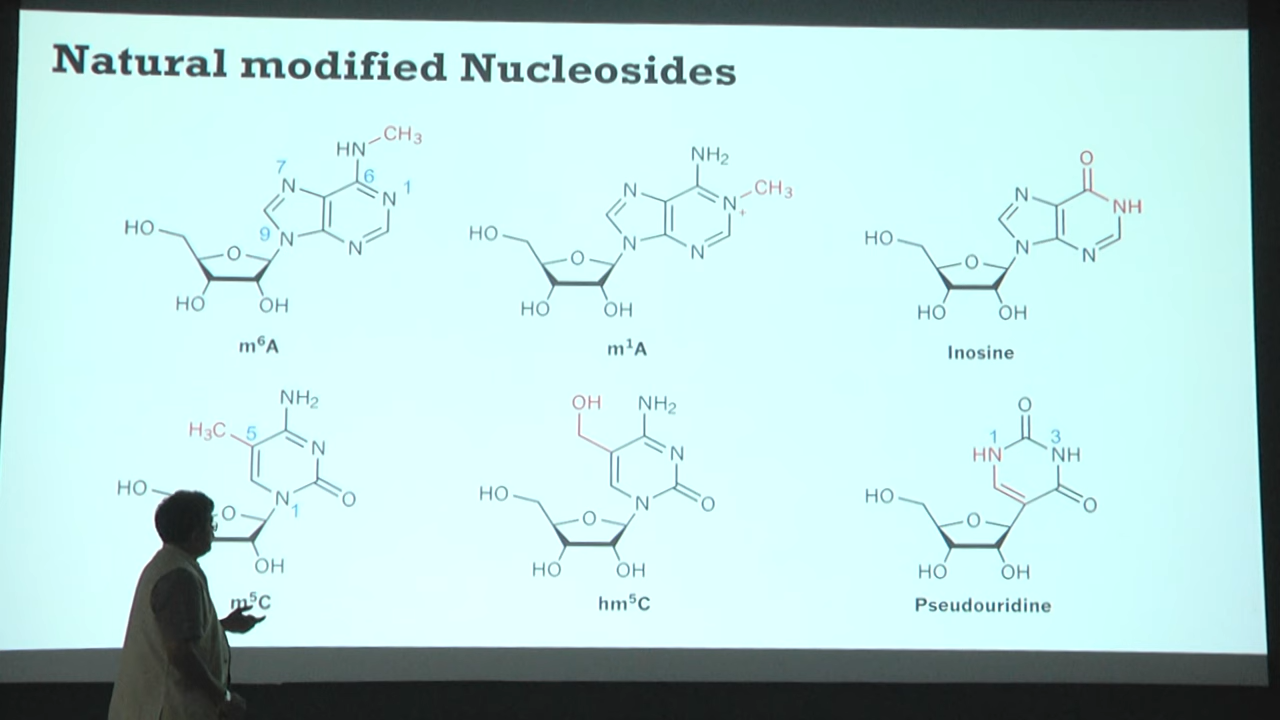 Natural modified Nucleosides
HN CH₃
7 6
N N 1
HO 9 O N N
HO OH
m⁶A
NH₂
N N CH₃
+
HO O N N
HO OH
m¹A
O
N NH
HO O N N
HO OH
Inosine
NH₂
H₃C 5 N
HO O N O
1
OH
m⁵C
OH NH₂
N
HO O N O
HO OH
hm⁵C
O
1 3
HN NH
HO O O
HO OH
Pseudouridine